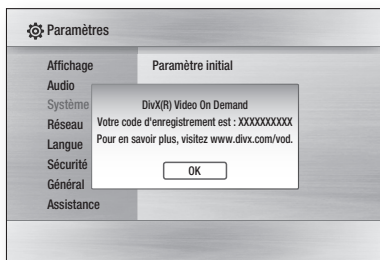 Paramètres
Affichage
Paramètre initial
Audio
Système
Réseau
Langue
Sécurité
Général
Assistance
DivX(R) Video On Demand
Votre code d'enregistrement est : XXXXXXXXXX
Pour en savoir plus, visitez www.divx.com/vod.
OK